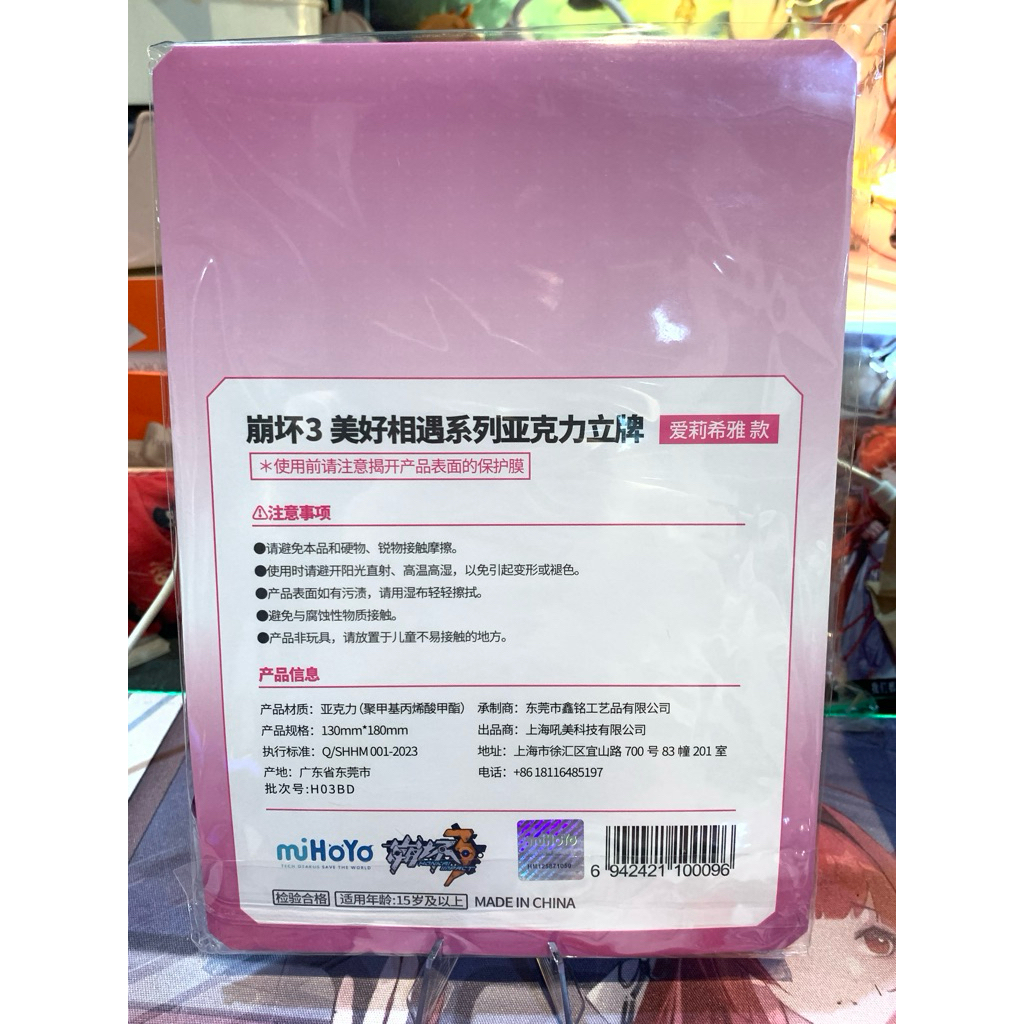 崩坏3 美好相遇系列亚克力立牌 爱莉希雅 款
＊使用前请注意揭开产品表面的保护膜
⚠注意事项
●请避免本品和硬物、锐物接触摩擦。
●使用时请避开阳光直射、高温高湿，以免引起变形或褪色。
●产品表面如有污渍，请用湿布轻轻擦拭。
●避免与腐蚀性物质接触。
●产品非玩具，请放置于儿童不易接触的地方。
产品信息
产品材质：亚克力（聚甲基丙烯酸甲酯） 承制商：东莞市鑫铭工艺品有限公司
产品规格：130mm*180mm 出品商：上海吼美科技有限公司
执行标准：Q/SHHM 001-2023 地址：上海市徐汇区宜山路 700 号 83 幢 201 室
产地：广东省东莞市 电话：+86 18116485197
批次号:H03BD
miHoYo 崩坏3 miHoYo
TECH OTAKUS SAVE THE WORLD
6 942421 100096
检验合格 适用年龄:15岁及以上 MADE IN CHINA